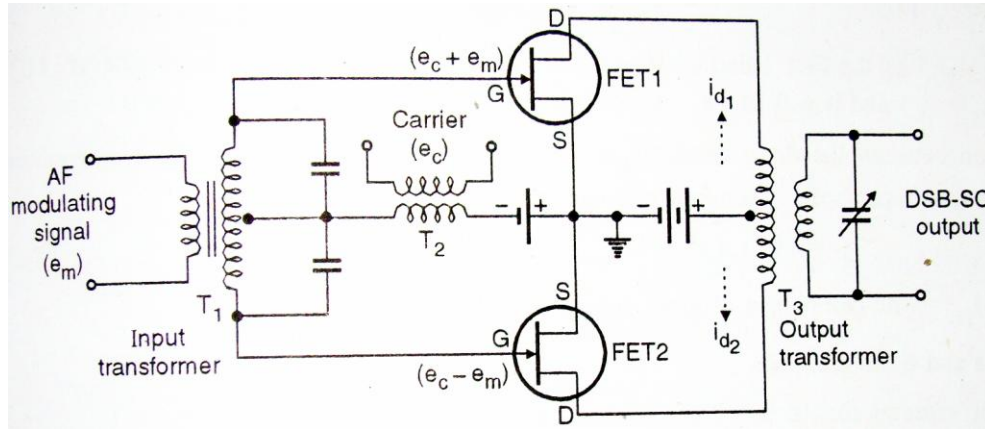 D
(e_c + e_m)
G
FET1
S
i_d1
Carrier
(e_c)
AF
modulating
signal
(e_m)
- +
- +
T_2
DSB-SC
output
S
T_1
T_3
Input
transformer
G
FET2
i_d2
Output
transformer
(e_c – e_m)
D